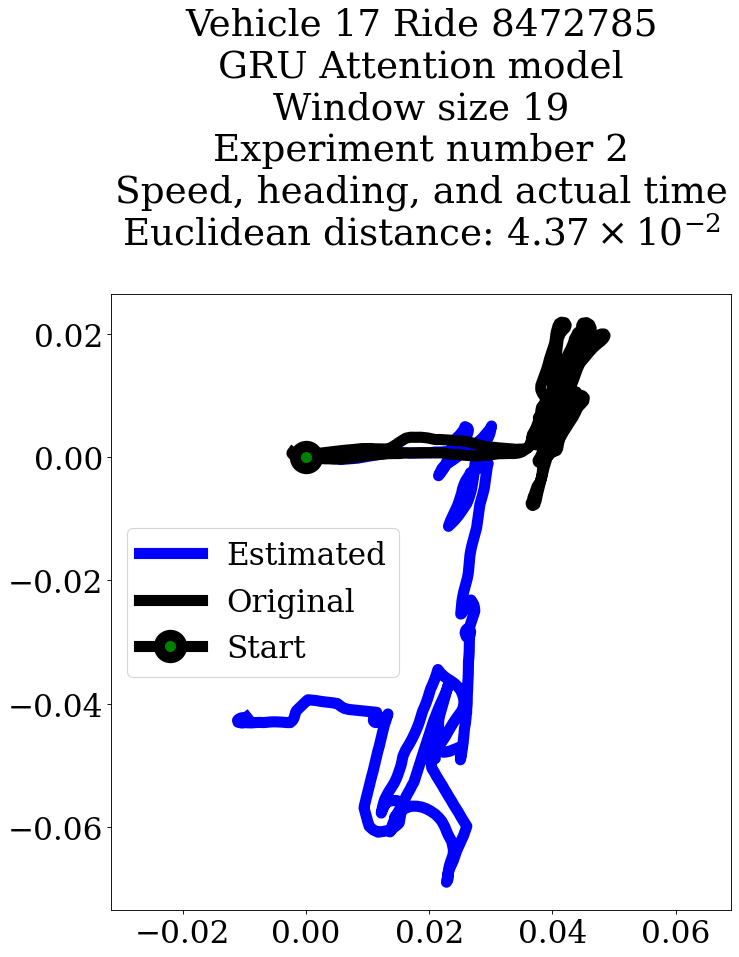 Vehicle 17 Ride 8472785
GRU Attention model
Window size 19
Experiment number 2
Speed, heading, and actual time
Euclidean distance: 4.37 × 10⁻²
0.02
0.00
−0.02
−0.04
−0.06
Estimated
Original
Start
−0.02 0.00 0.02 0.04 0.06